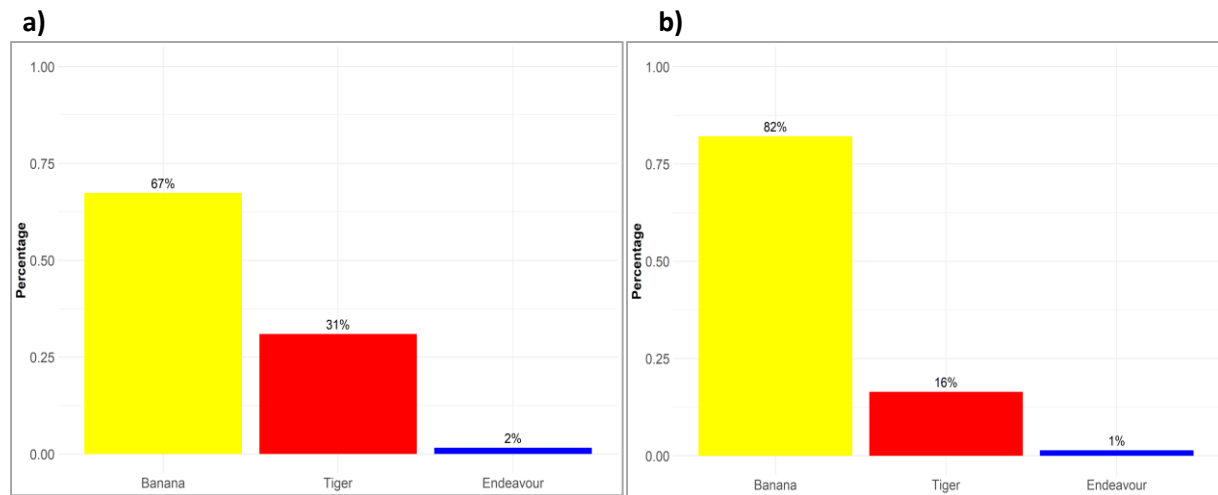 a)
1.00
0.75
0.50
0.25
0.00
Percentage
67%
31%
2%
Banana
Tiger
Endeavour
b)
1.00
0.75
0.50
0.25
0.00
Percentage
82%
16%
1%
Banana
Tiger
Endeavour